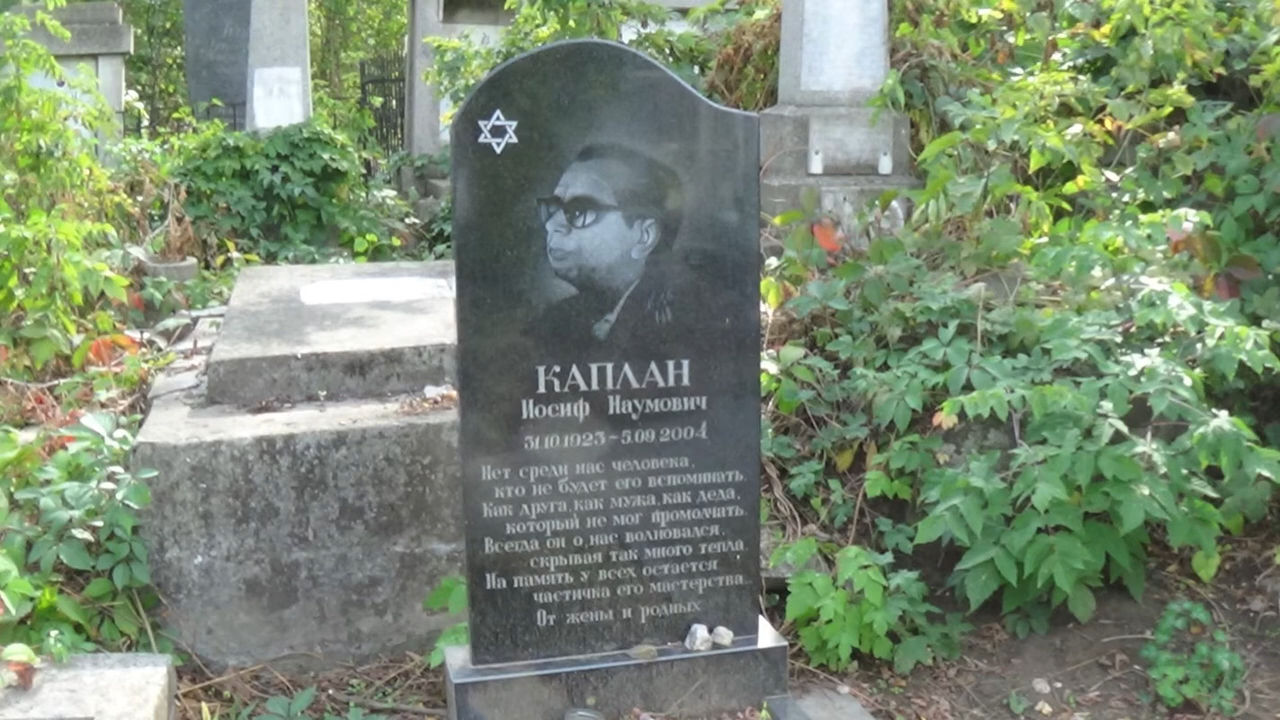 КАПЛАН
Иосиф Наумович
31.10.1923 - 5.09.2004
Нет среди нас человека,
кто не будет его вспоминать.
Как друга, как мужа, как деда,
который не мог промолчать.
Всегда он о нас волновался,
скрывая так много тепла.
На память у всех остается
частичка его мастерства...
От жены и родных